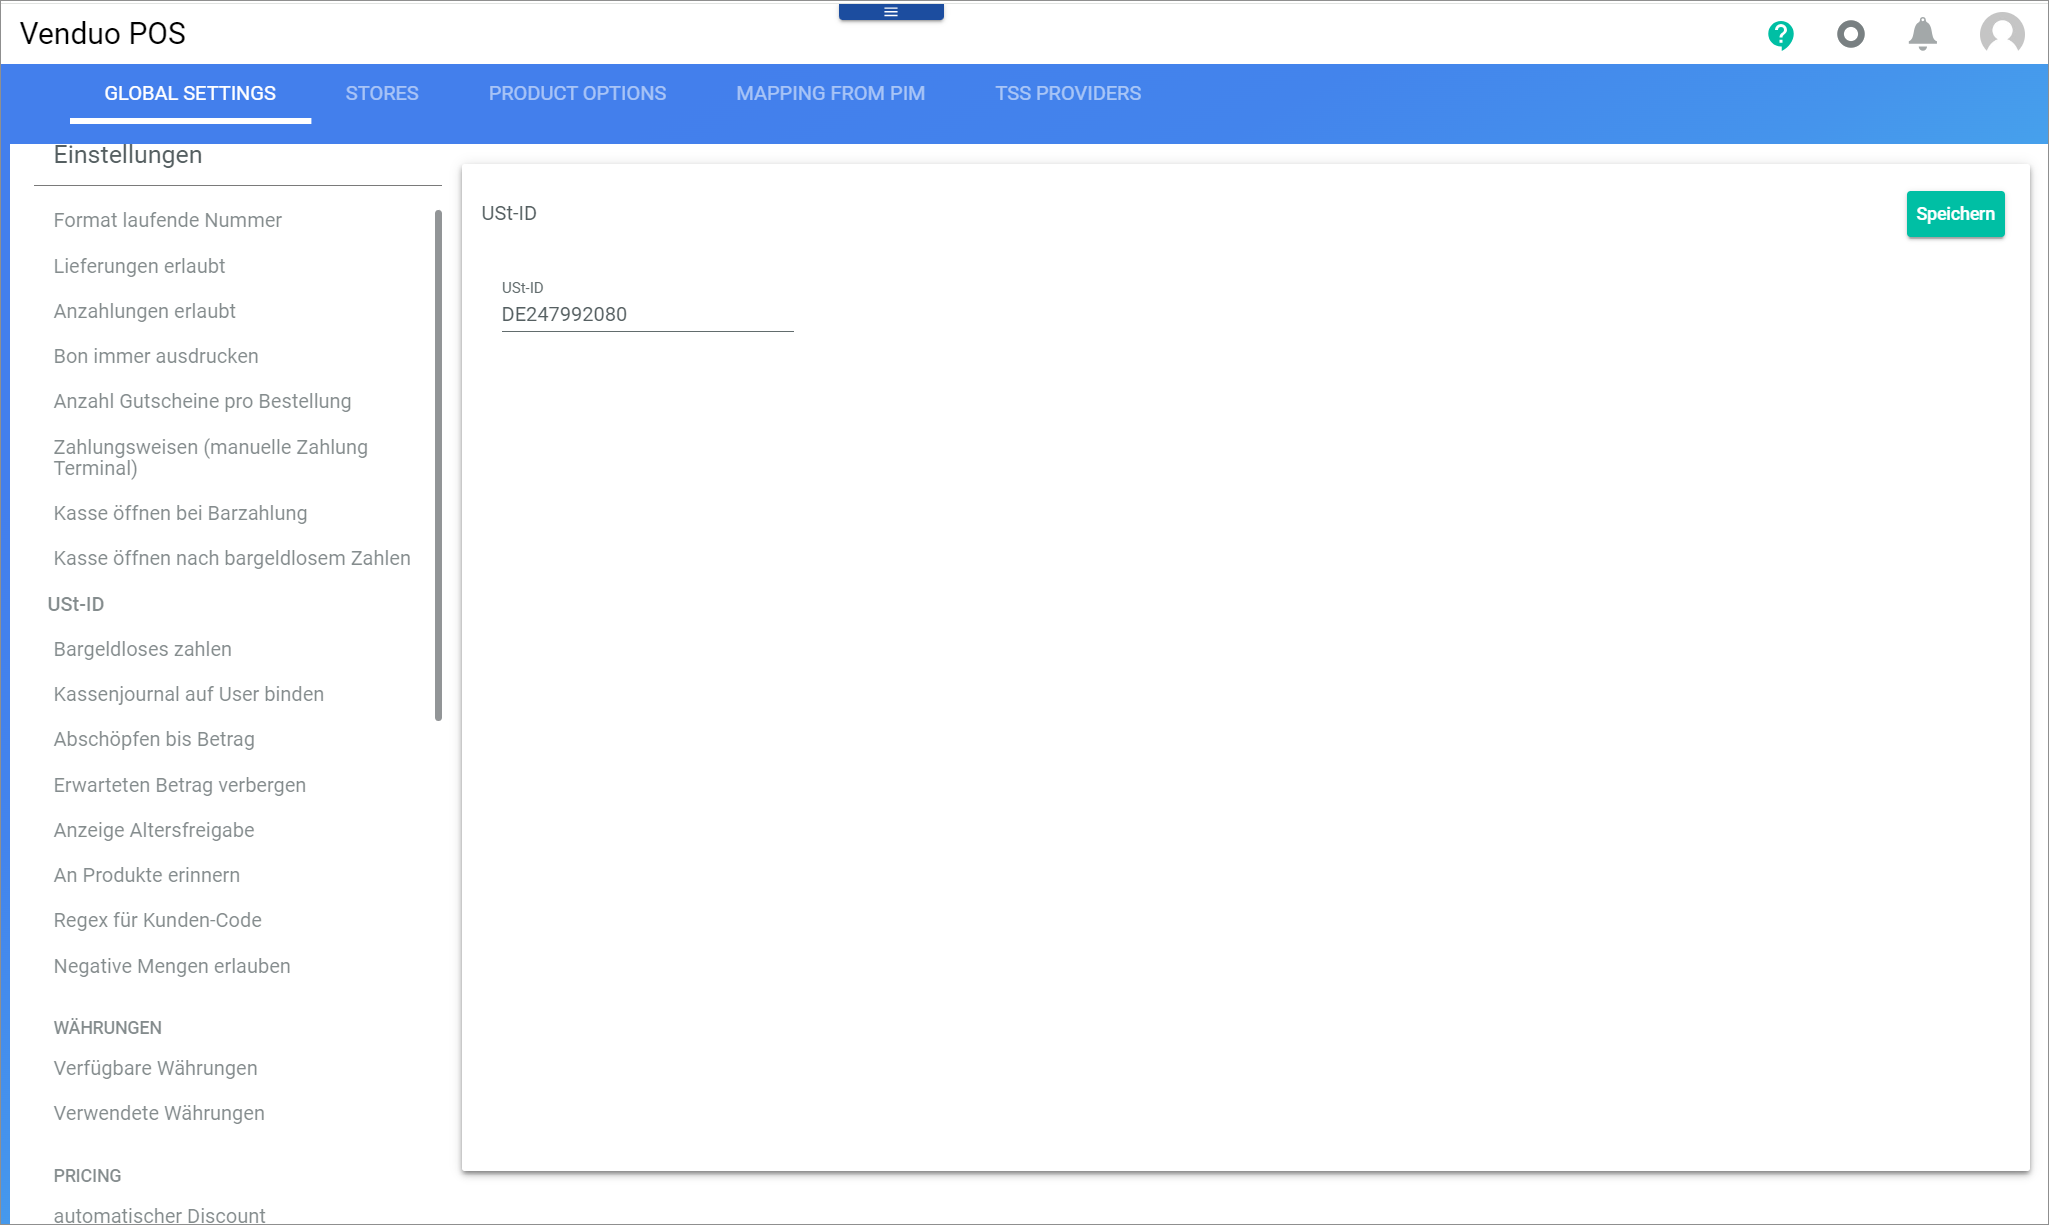 Venduo POS
GLOBAL SETTINGS
STORES
PRODUCT OPTIONS
MAPPING FROM PIM
TSS PROVIDERS
Einstellungen
Format laufende Nummer
Lieferungen erlaubt
Anzahlungen erlaubt
Bon immer ausdrucken
Anzahl Gutscheine pro Bestellung
Zahlungsweisen (manuelle Zahlung
Terminal)
Kasse öffnen bei Barzahlung
Kasse öffnen nach bargeldlosem Zahlen
USt-ID
Bargeldloses zahlen
Kassenjournal auf User binden
Abschöpfen bis Betrag
Erwarteten Betrag verbergen
Anzeige Altersfreigabe
An Produkte erinnern
Regex für Kunden-Code
Negative Mengen erlauben
WÄHRUNGEN
Verfügbare Währungen
Verwendete Währungen
PRICING
automatischer Discount
USt-ID
Speichern
USt-ID
DE247992080